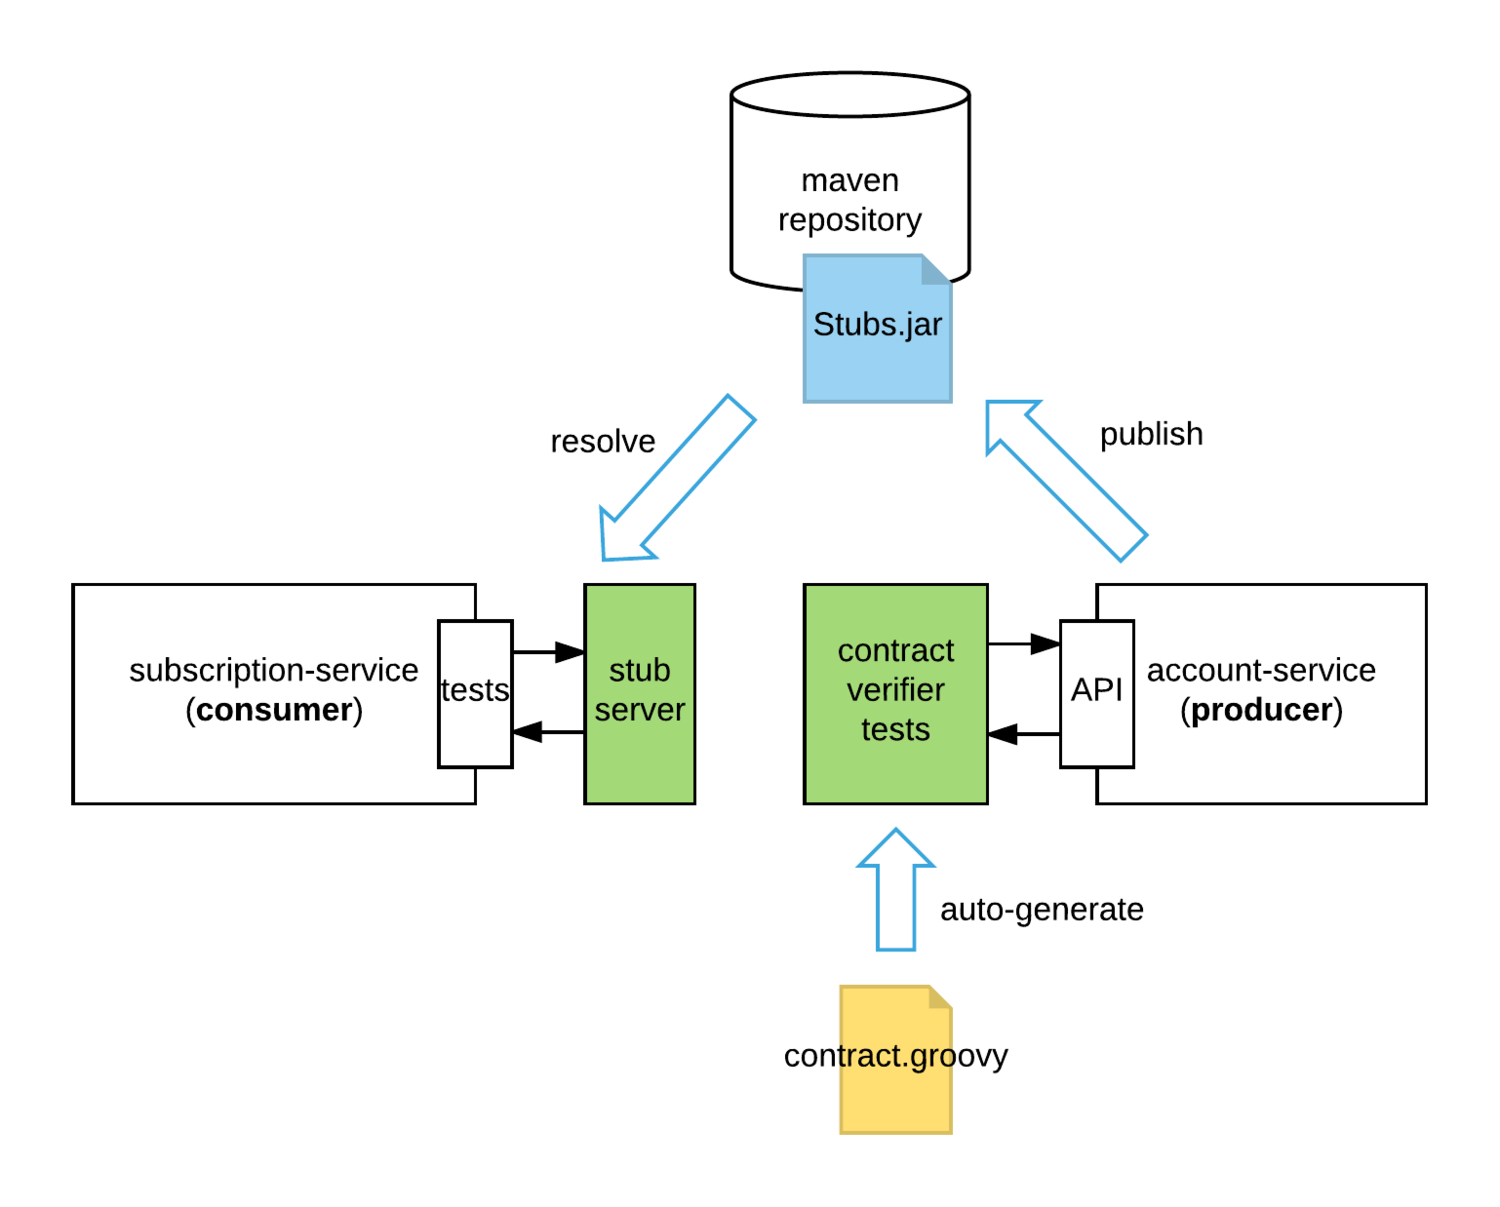 maven
repository
Stubs.jar
resolve
publish
subscription-service
(consumer)
tests
stub
server
contract
verifier
tests
API
account-service
(producer)
auto-generate
contract.groovy